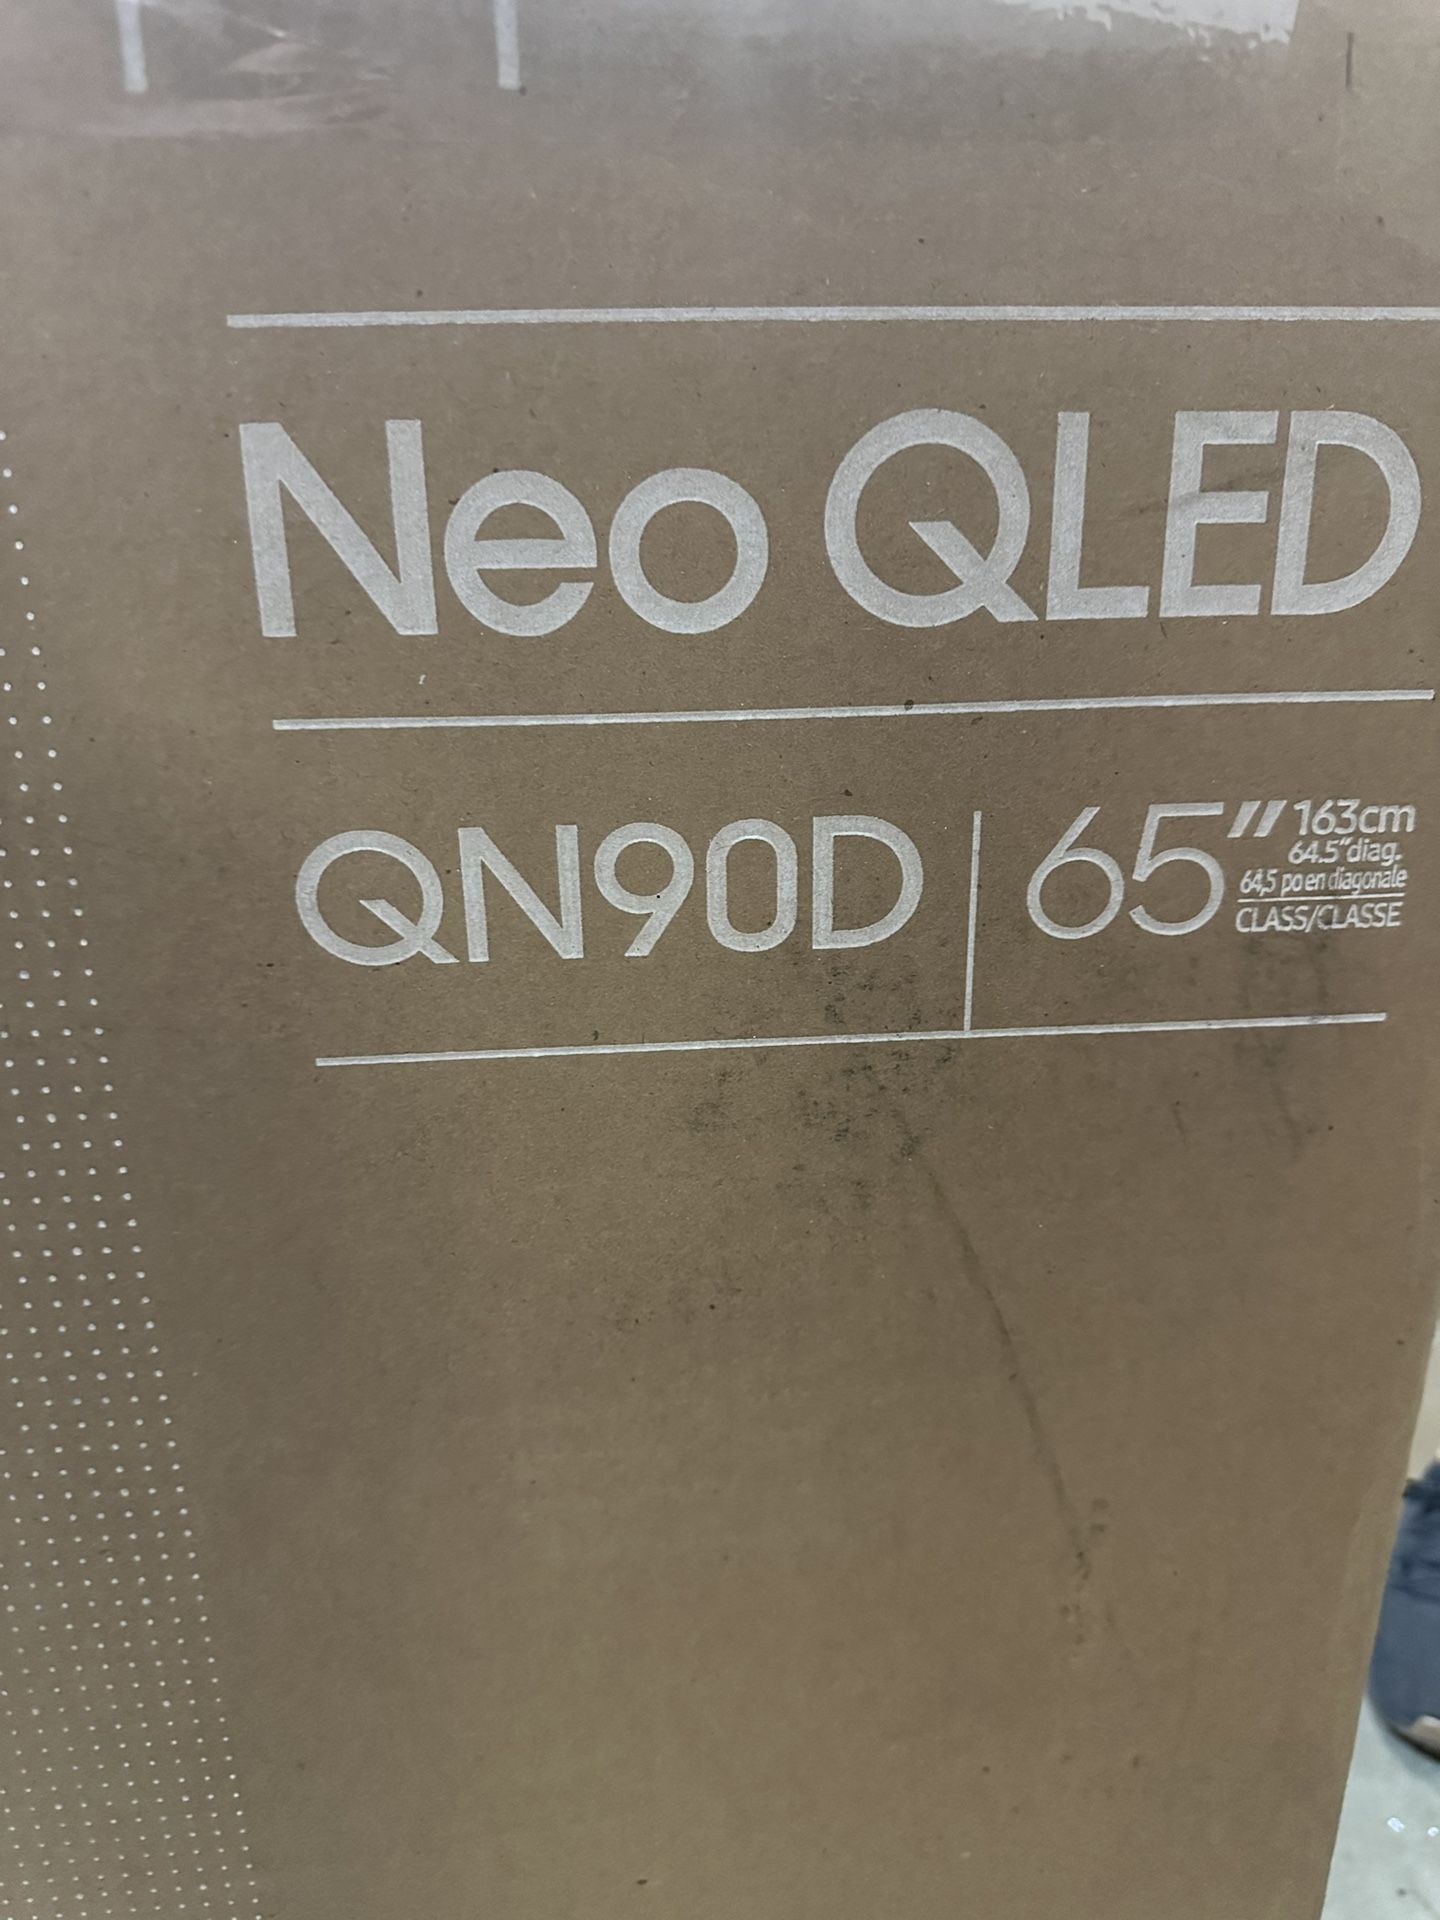 Neo QLED
QN90D 65″
163cm
64.5″diag.
64,5 po en diagonale
CLASS/CLASSE